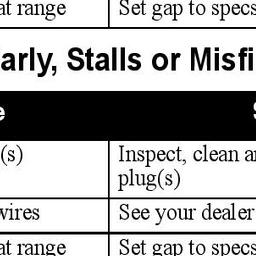 at range Set gap to specs
arly, Stalls or Misfi
(s) Inspect, clean a
plug(s)
wires See your dealer
at range Set gap to specs